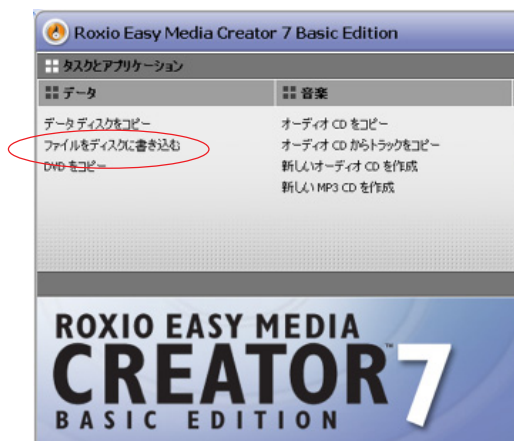 Roxio Easy Media Creator 7 Basic Edition
タスクとアプリケーション
データ
データディスクをコピー
ファイルをディスクに書き込む
DVD をコピー
音楽
オーディオ CD をコピー
オーディオ CD からトラックをコピー
新しいオーディオ CD を作成
新しい MP3 CD を作成
ROXIO EASY MEDIA
CREATOR™ 7
BASIC EDITION